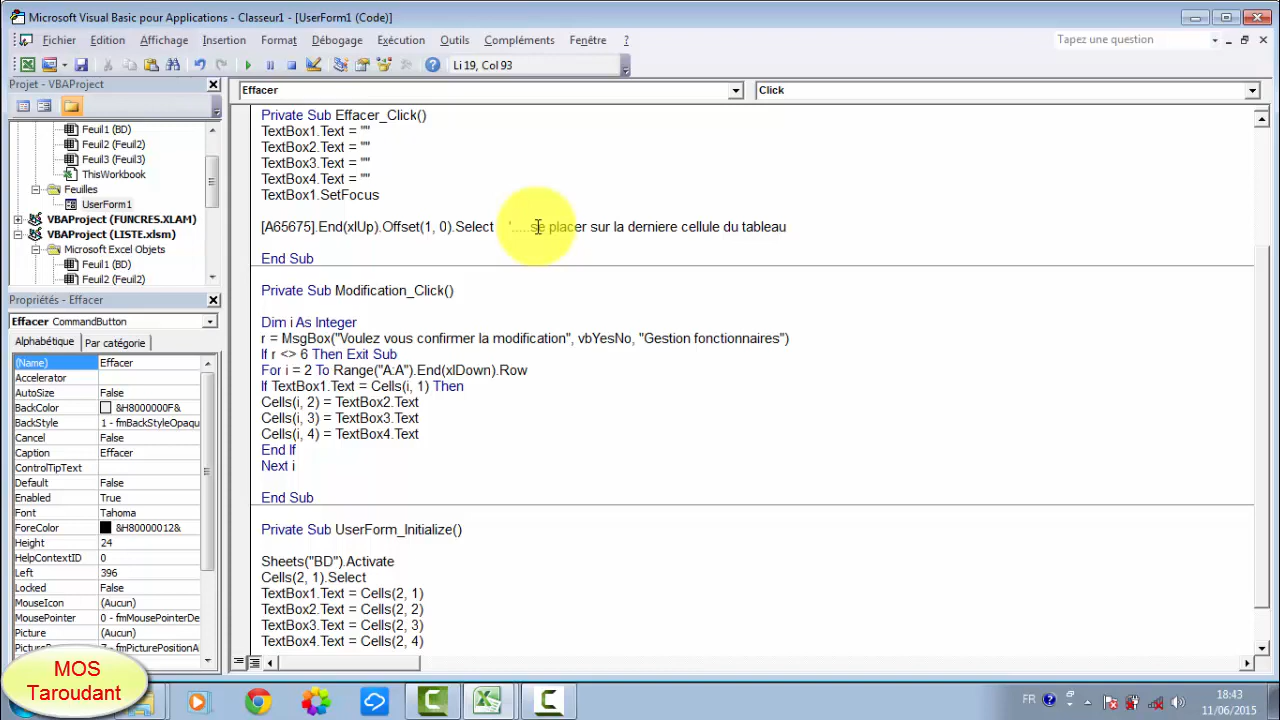 Microsoft Visual Basic pour Applications - Classeur1 - [UserForm1 (Code)]
Fichier Edition Affichage Insertion Format Débogage Exécution Outils Compléments Fenêtre ? Tapez une question
Li 19, Col 93
Projet - VBAProject
Effacer
Click
Feuil1 (BD)
Feuil2 (Feuil2)
Feuil3 (Feuil3)
ThisWorkbook
Feuilles
UserForm1
VBAProject (FUNCRES.XLAM)
VBAProject (LISTE.xlsm)
Microsoft Excel Objets
Feuil1 (BD)
Feuil2 (Feuil2)
Propriétés - Effacer
Effacer CommandButton
Alphabétique Par catégorie
(Name) Effacer
Accelerator
AutoSize False
BackColor &H8000000F&
BackStyle 1 - fmBackStyleOpaqu
Cancel False
Caption Effacer
ControlTipText
Default False
Enabled True
Font Tahoma
ForeColor &H80000012&
Height 24
HelpContextID 0
Left 396
Locked False
MouseIcon (Aucun)
MousePointer 0 - fmMousePointerDe
Picture (Aucun)
7 - fmPicturePositionA
Private Sub Effacer_Click()
TextBox1.Text = ""
TextBox2.Text = ""
TextBox3.Text = ""
TextBox4.Text = ""
TextBox1.SetFocus
[A65675].End(xlUp).Offset(1, 0).Select '.....se placer sur la derniere cellule du tableau
End Sub
Private Sub Modification_Click()
Dim i As Integer
r = MsgBox("Voulez vous confirmer la modification", vbYesNo, "Gestion fonctionnaires")
If r <> 6 Then Exit Sub
For i = 2 To Range("A:A").End(xlDown).Row
If TextBox1.Text = Cells(i, 1) Then
Cells(i, 2) = TextBox2.Text
Cells(i, 3) = TextBox3.Text
Cells(i, 4) = TextBox4.Text
End If
Next i
End Sub
Private Sub UserForm_Initialize()
Sheets("BD").Activate
Cells(2, 1).Select
TextBox1.Text = Cells(2, 1)
TextBox2.Text = Cells(2, 2)
TextBox3.Text = Cells(2, 3)
TextBox4.Text = Cells(2, 4)
MOS
Taroudant
FR
18:43
11/06/2015